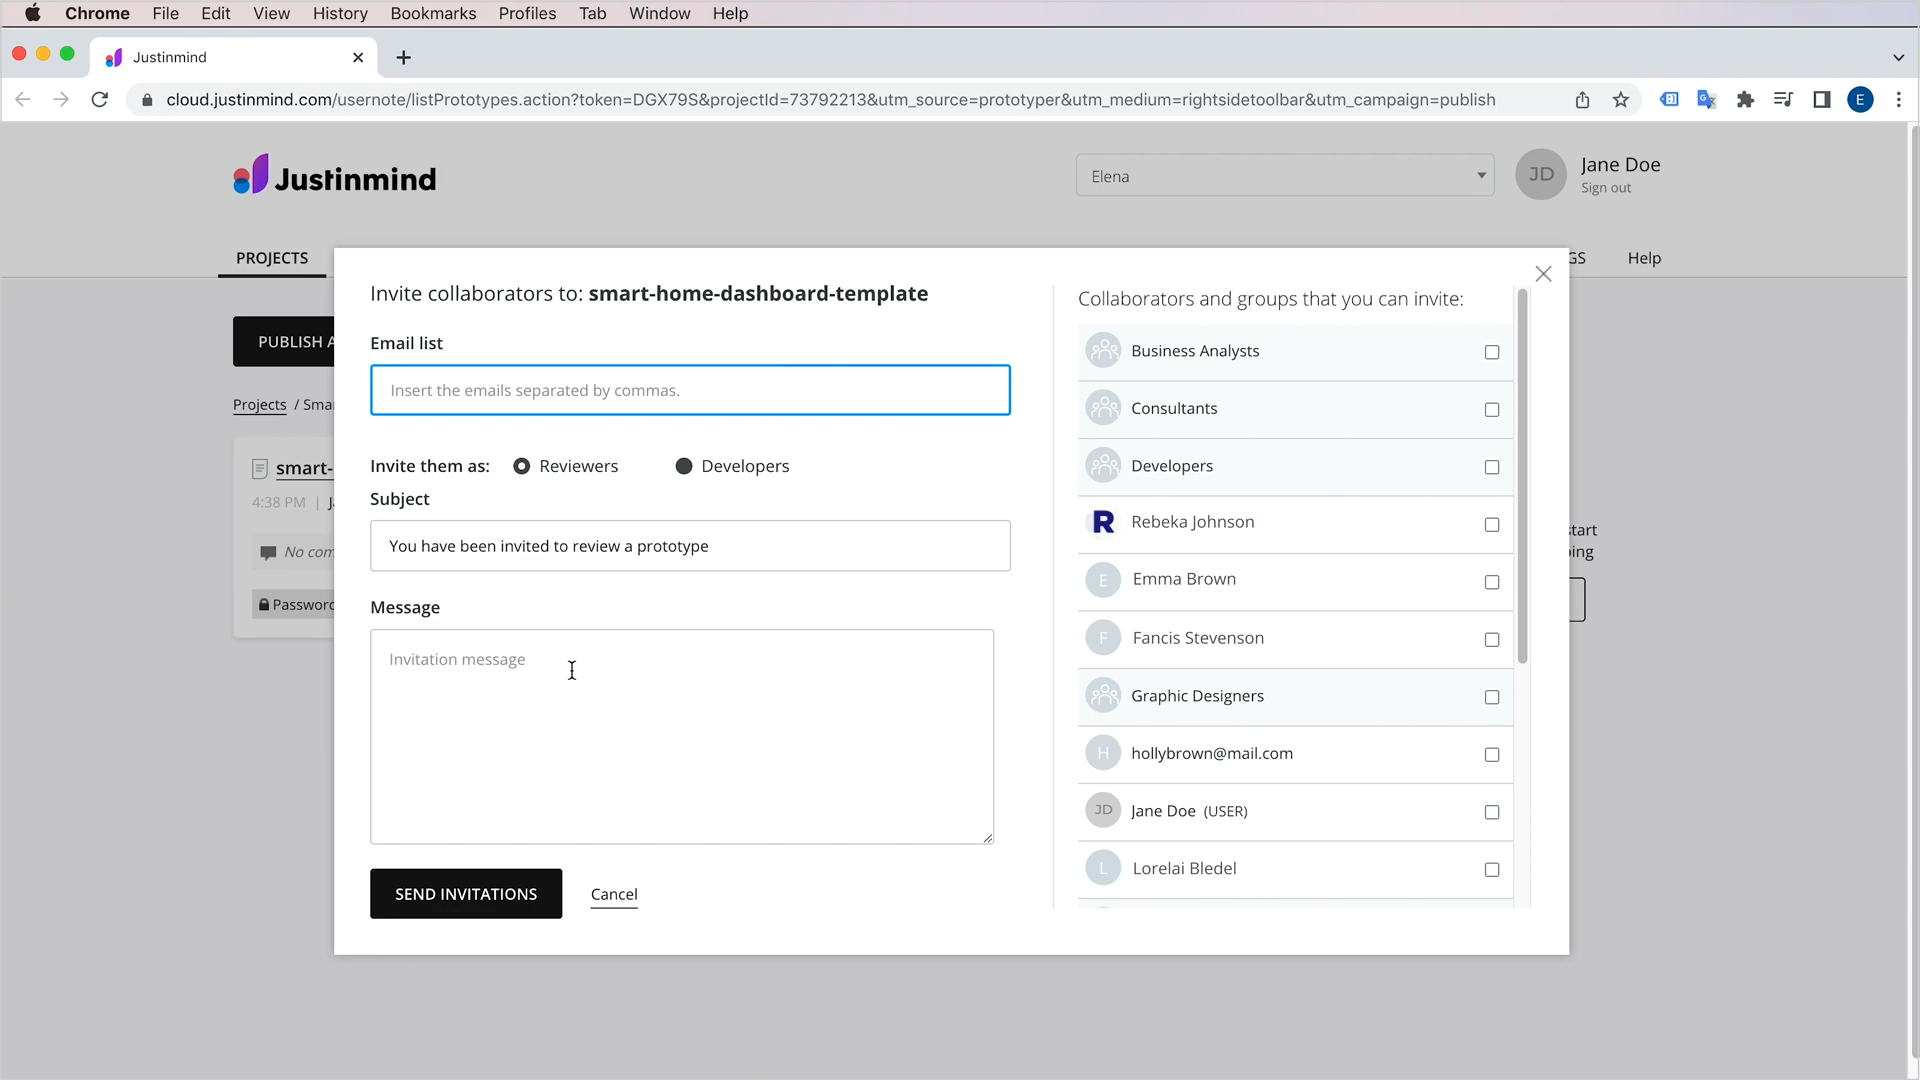 Chrome File Edit View History Bookmarks Profiles Tab Window Help
Justinmind
cloud.justinmind.com/usernote/listPrototypes.action?token=DGX79S&projectId=73792213&utm_source=prototyper&utm_medium=rightsidetoolbar&utm_campaign=publish
E
Justinmind
Elena
JD
Jane Doe
Sign out
PROJECTS
GS
Help
PUBLISH A
Projects / Smar
smart-
4:38 PM |
No com
Password
start
ing
Invite collaborators to: smart-home-dashboard-template
Email list
Insert the emails separated by commas.
Invite them as: Reviewers Developers
Subject
You have been invited to review a prototype
Message
Invitation message
SEND INVITATIONS Cancel
Collaborators and groups that you can invite:
Business Analysts
Consultants
Developers
R Rebeka Johnson
E Emma Brown
F Fancis Stevenson
Graphic Designers
H hollybrown@mail.com
JD Jane Doe (USER)
L Lorelai Bledel